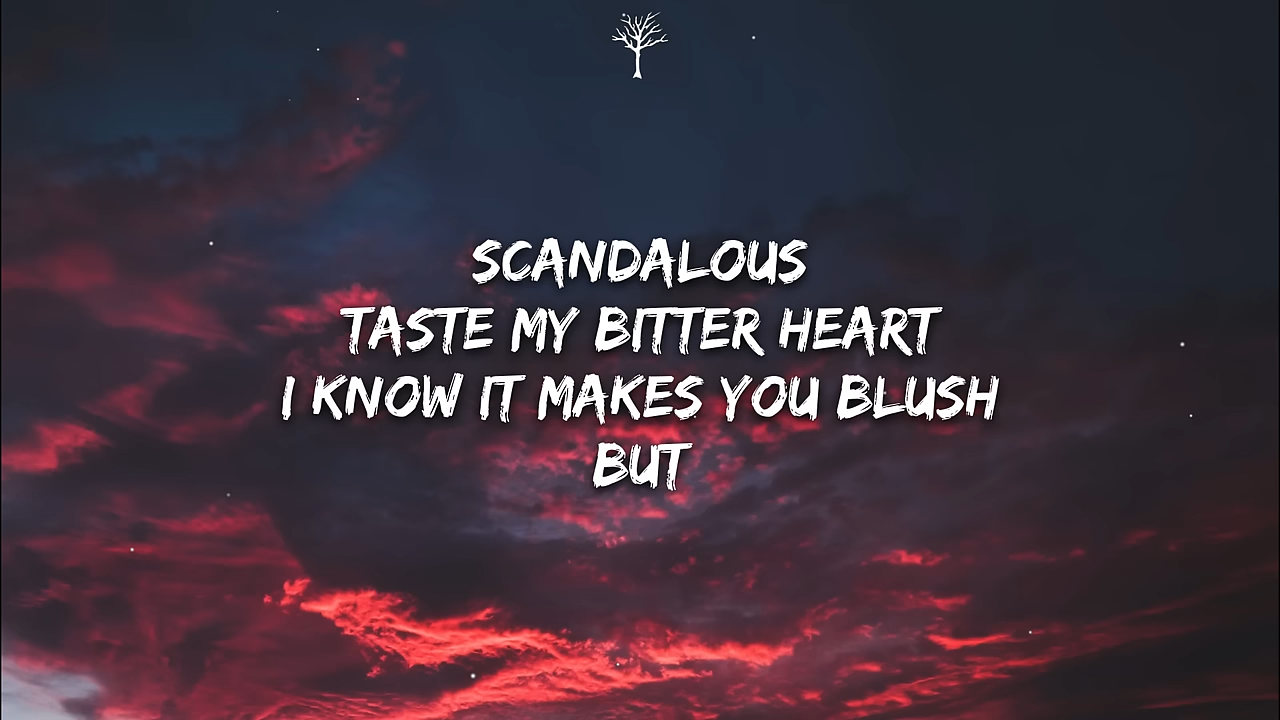 SCANDALOUS
TASTE MY BITTER HEART
I KNOW IT MAKES YOU BLUSH
BUT